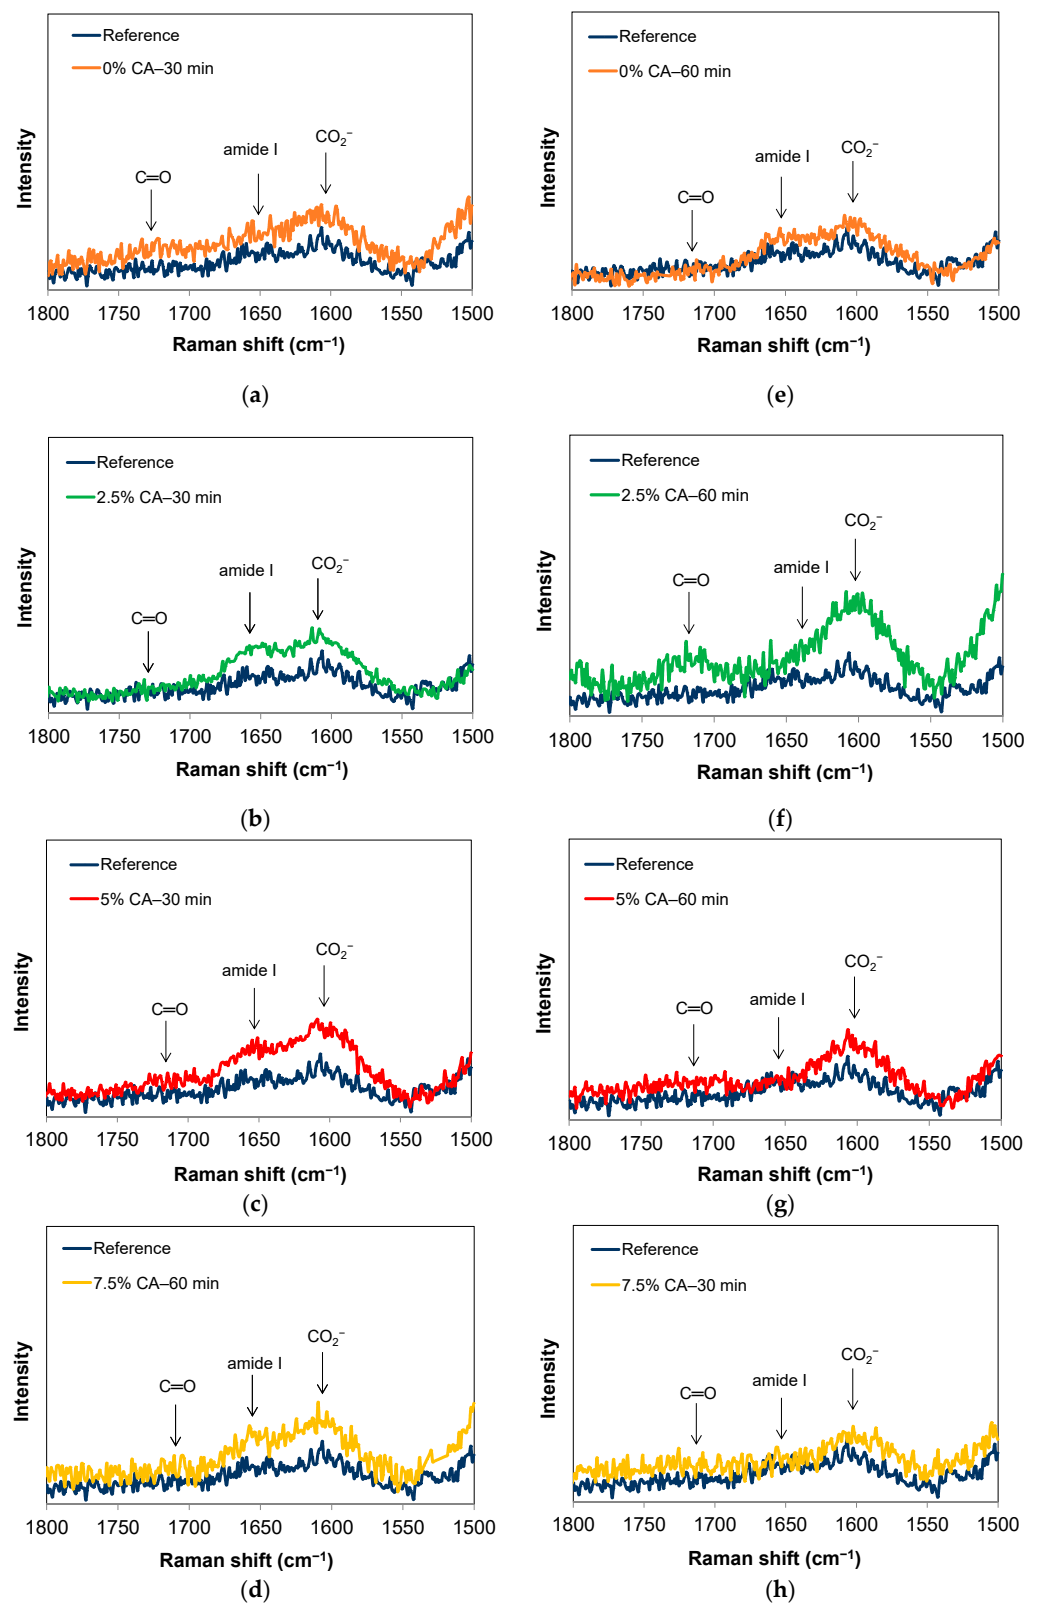 Reference
0% CA–30 min
C=O
amide I
CO₂⁻
Intensity
1800 1750 1700 1650 1600 1550 1500
Raman shift (cm⁻¹)
(a)
Reference
0% CA–60 min
C=O
amide I
CO₂⁻
Intensity
1800 1750 1700 1650 1600 1550 1500
Raman shift (cm⁻¹)
(e)
Reference
2.5% CA–30 min
C=O
amide I
CO₂⁻
Intensity
1800 1750 1700 1650 1600 1550 1500
Raman shift (cm⁻¹)
(b)
Reference
2.5% CA–60 min
C=O
amide I
CO₂⁻
Intensity
1800 1750 1700 1650 1600 1550 1500
Raman shift (cm⁻¹)
(f)
Reference
5% CA–30 min
C=O
amide I
CO₂⁻
Intensity
1800 1750 1700 1650 1600 1550 1500
Raman shift (cm⁻¹)
(c)
Reference
5% CA–60 min
C=O
amide I
CO₂⁻
Intensity
1800 1750 1700 1650 1600 1550 1500
Raman shift (cm⁻¹)
(g)
Reference
7.5% CA–60 min
C=O
amide I
CO₂⁻
Intensity
1800 1750 1700 1650 1600 1550 1500
Raman shift (cm⁻¹)
(d)
Reference
7.5% CA–30 min
C=O
amide I
CO₂⁻
Intensity
1800 1750 1700 1650 1600 1550 1500
Raman shift (cm⁻¹)
(h)